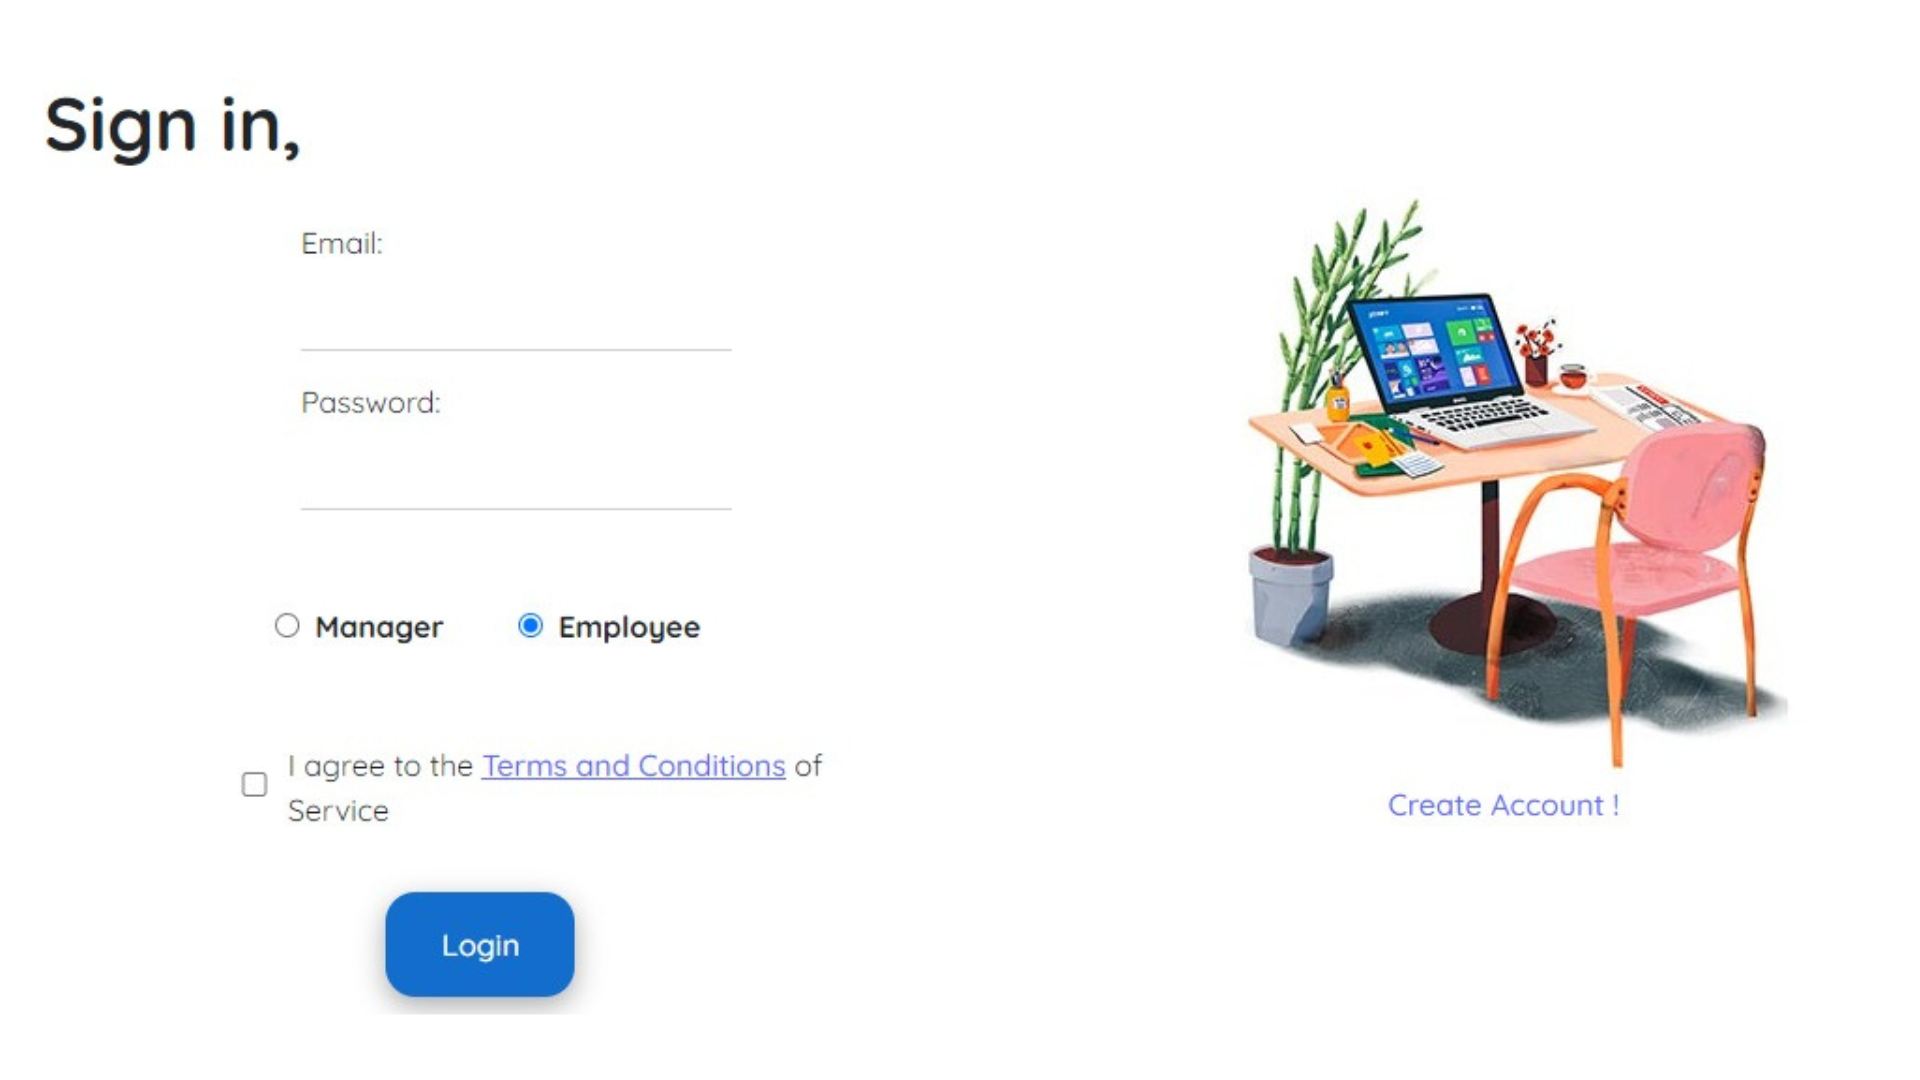 Sign in,
Email:
Password:
Manager
Employee
I agree to the Terms and Conditions of
Service
Login
Create Account !